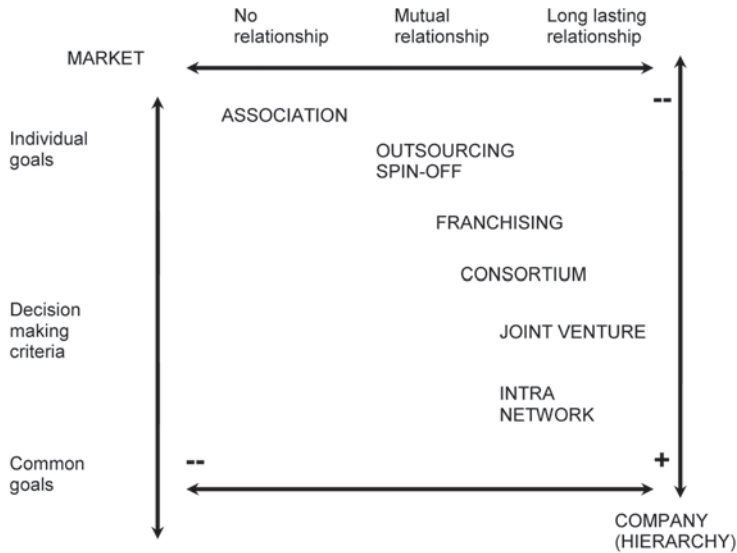 No
relationship
Mutual
relationship
Long lasting
relationship
MARKET
--
ASSOCIATION
Individual
goals
OUTSOURCING
SPIN-OFF
FRANCHISING
CONSORTIUM
Decision
making
criteria
JOINT VENTURE
INTRA
NETWORK
Common
goals
--
+
COMPANY
(HIERARCHY)